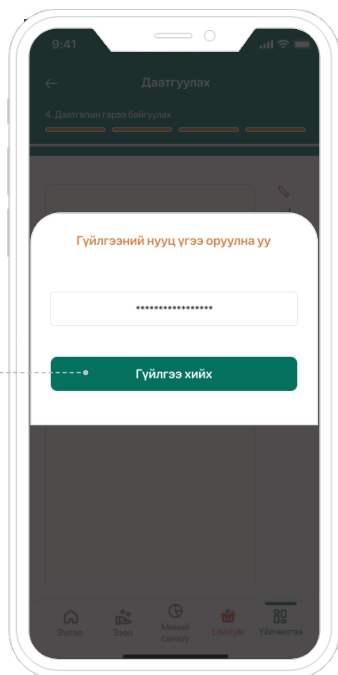 9:41
Даатгуулах
4. Даатгалын гэрээ байгуулах
Гүйлгээний нууц үгээ оруулна уу
*****************
Гүйлгээ хийх
Эхлэл
Зээл
Миний
санхүү
Lifestyle
Үйлчилгээ